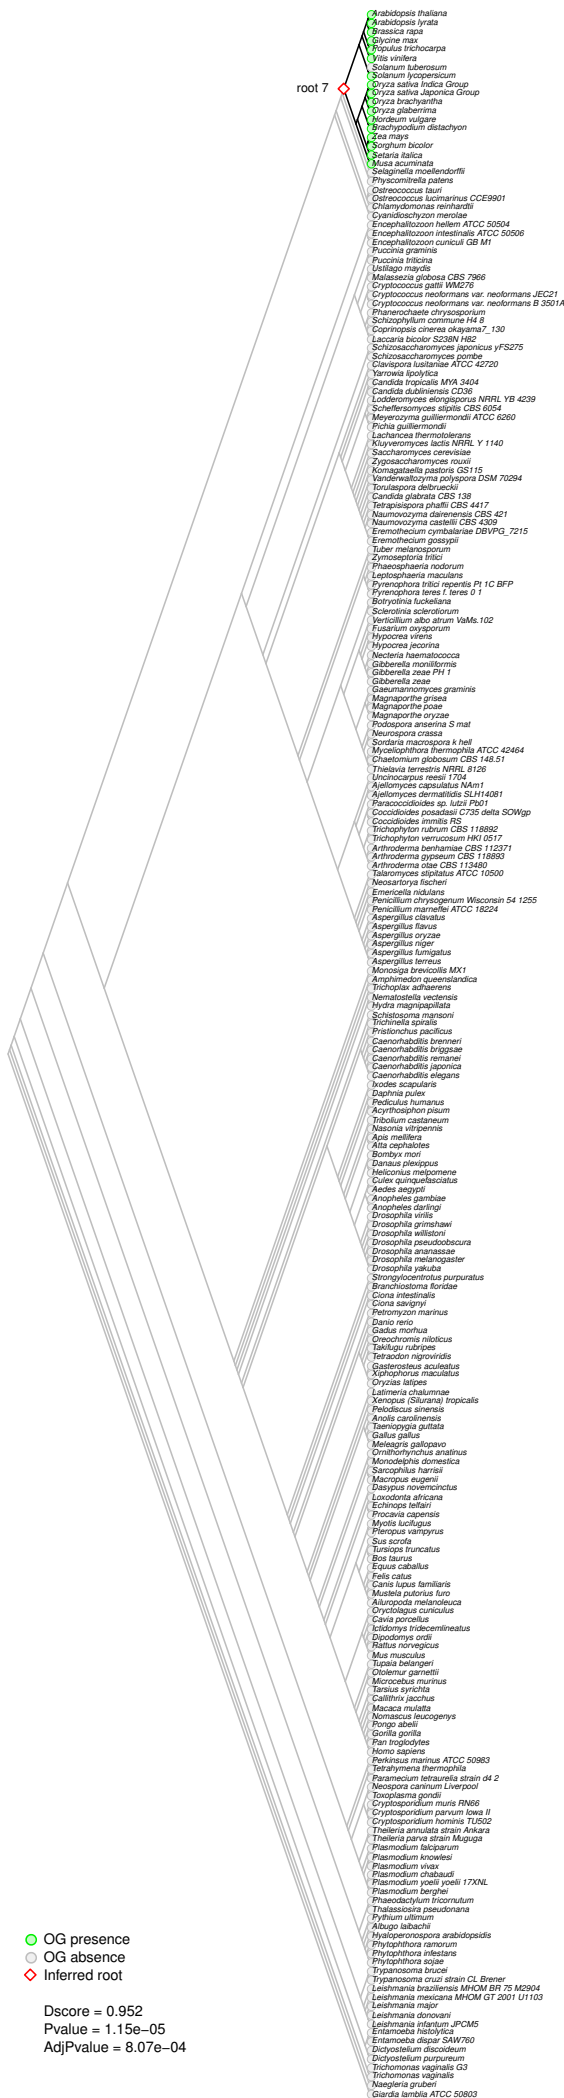 Arabidopsis thaliana
Arabidopsis lyrata
Brassica rapa
Glycine max
Populus trichocarpa
Vitis vinifera
Solanum tuberosum
Solanum lycopersicum
Oryza sativa Indica Group
root 7
Oryza sativa Japonica Group
Oryza brachyantha
Oryza glaberrima
Hordeum vulgare
Brachypodium distachyon
Zea mays
Sorghum bicolor
Setaria italica
Musa acuminata
Selaginella moellendorffii
Physcomitrella patens
Ostreococcus tauri
Ostreococcus lucimarinus CCE9901
Chlamydomonas reinhardtii
Cyanidioschyzon merolae
Encephalitozoon hellem ATCC 50504
Encephalitozoon intestinalis ATCC 50506
Encephalitozoon cuniculi GB M1
Puccinia graminis
Puccinia triticina
Ustilago maydis
Malassezia globosa CBS 7966
Cryptococcus gattii WM276
Cryptococcus neoformans var. neoformans JEC21
Cryptococcus neoformans var. neoformans B 3501A
Phanerochaete chrysosporium
Schizophyllum commune H4 8
Coprinopsis cinerea okayama7_130
Laccaria bicolor S238N H82
Schizosaccharomyces japonicus yFS275
Schizosaccharomyces pombe
Clavispora lusitaniae ATCC 42720
Yarrowia lipolytica
Candida tropicalis MYA 3404
Candida dubliniensis CD36
Lodderomyces elongisporus NRRL YB 4239
Scheffersomyces stipitis CBS 6054
Meyerozyma guilliermondii ATCC 6260
Pichia guilliermondii
Lachancea thermotolerans
Kluyveromyces lactis NRRL Y 1140
Saccharomyces cerevisiae
Zygosaccharomyces rouxii
Komagataella pastoris GS115
Vanderwaltozyma polyspora DSM 70294
Torulaspora delbrueckii
Candida glabrata CBS 138
Tetrapisispora phaffii CBS 4417
Naumovozyma dairenensis CBS 421
Naumovozyma castellii CBS 4309
Eremothecium cymbalariae DBVPG_7215
Eremothecium gossypii
Tuber melanosporum
Zymoseptoria tritici
Phaeosphaeria nodorum
Leptosphaeria maculans
Pyrenophora tritici repentis Pt 1C BFP
Pyrenophora teres f. teres 0 1
Botryotinia fuckeliana
Sclerotinia sclerotiorum
Verticillium albo atrum VaMs.102
Fusarium oxysporum
Hypocrea virens
Hypocrea jecorina
Necteria haematococca
Gibberella moniliformis
Gibberella zeae PH 1
Gibberella zeae
Gaeumannomyces graminis
Magnaporthe grisea
Magnaporthe poae
Magnaporthe oryzae
Podospora anserina S mat
Neurospora crassa
Sordaria macrospora k hell
Myceliophthora thermophila ATCC 42464
Chaetomium globosum CBS 148.51
Thielavia terrestris NRRL 8126
Uncinocarpus reesii 1704
Ajellomyces capsulatus NAm1
Ajellomyces dermatitidis SLH14081
Paracoccidioides sp. lutzii Pb01
Coccidioides posadasii C735 delta SOWgp
Coccidioides immitis RS
Trichophyton rubrum CBS 118892
Trichophyton verrucosum HKI 0517
Arthroderma benhamiae CBS 112371
Arthroderma gypseum CBS 118893
Arthroderma otae CBS 113480
Talaromyces stipitatus ATCC 10500
Neosartorya fischeri
Emericella nidulans
Penicillium chrysogenum Wisconsin 54 1255
Penicillium marneffei ATCC 18224
Aspergillus clavatus
Aspergillus flavus
Aspergillus oryzae
Aspergillus niger
Aspergillus fumigatus
Aspergillus terreus
Monosiga brevicollis MX1
Amphimedon queenslandica
Trichoplax adhaerens
Nematostella vectensis
Hydra magnipapillata
Schistosoma mansoni
Trichinella spiralis
Pristionchus pacificus
Caenorhabditis brenneri
Caenorhabditis briggsae
Caenorhabditis remanei
Caenorhabditis japonica
Caenorhabditis elegans
Ixodes scapularis
Daphnia pulex
Pediculus humanus
Acyrthosiphon pisum
Tribolium castaneum
Nasonia vitripennis
Apis mellifera
Atta cephalotes
Bombyx mori
Danaus plexippus
Heliconius melpomene
Culex quinquefasciatus
Aedes aegypti
Anopheles gambiae
Anopheles darlingi
Drosophila virilis
Drosophila grimshawi
Drosophila willistoni
Drosophila pseudoobscura
Drosophila ananassae
Drosophila melanogaster
Drosophila yakuba
Strongylocentrotus purpuratus
Branchiostoma floridae
Ciona intestinalis
Ciona savignyi
Petromyzon marinus
Danio rerio
Gadus morhua
Oreochromis niloticus
Takifugu rubripes
Tetraodon nigroviridis
Gasterosteus aculeatus
Xiphophorus maculatus
Oryzias latipes
Latimeria chalumnae
Xenopus (Silurana) tropicalis
Pelodiscus sinensis
Anolis carolinensis
Taeniopygia guttata
Gallus gallus
Meleagris gallopavo
Ornithorhynchus anatinus
Monodelphis domestica
Sarcophilus harrisii
Macropus eugenii
Dasypus novemcinctus
Loxodonta africana
Echinops telfairi
Procavia capensis
Myotis lucifugus
Pteropus vampyrus
Sus scrofa
Tursiops truncatus
Bos taurus
Equus caballus
Felis catus
Canis lupus familiaris
Mustela putorius furo
Ailuropoda melanoleuca
Oryctolagus cuniculus
Cavia porcellus
Ictidomys tridecemlineatus
Dipodomys ordii
Rattus norvegicus
Mus musculus
Tupaia belangeri
Otolemur garnettii
Microcebus murinus
Tarsius syrichta
Callithrix jacchus
Macaca mulatta
Nomascus leucogenys
Pongo abelii
Gorilla gorilla
Pan troglodytes
Homo sapiens
Perkinsus marinus ATCC 50983
Tetrahymena thermophila
Paramecium tetraurelia strain d4 2
Neospora caninum Liverpool
Toxoplasma gondii
Cryptosporidium muris RN66
Cryptosporidium parvum Iowa II
Cryptosporidium hominis TU502
Theileria annulata strain Ankara
Theileria parva strain Muguga
Plasmodium falciparum
Plasmodium knowlesi
Plasmodium vivax
Plasmodium chabaudi
Plasmodium yoelii yoelii 17XNL
Plasmodium berghei
Phaeodactylum tricornutum
Thalassiosira pseudonana
Pythium ultimum
Albugo laibachii
Hyaloperonospora arabidopsidis
Phytophthora ramorum
Phytophthora infestans
Phytophthora sojae
Trypanosoma brucei
Trypanosoma cruzi strain CL Brener
Leishmania braziliensis MHOM BR 75 M2904
Leishmania mexicana MHOM GT 2001 U1103
Leishmania major
Leishmania donovani
Leishmania infantum JPCM5
Entamoeba histolytica
Entamoeba dispar SAW760
Dictyostelium discoideum
Dictyostelium purpureum
Trichomonas vaginalis G3
Trichomonas vaginalis
Naegleria gruberi
Giardia lamblia ATCC 50803
OG presence
OG absence
Inferred root
Dscore = 0.952
Pvalue = 1.15e−05
AdjPvalue = 8.07e−04